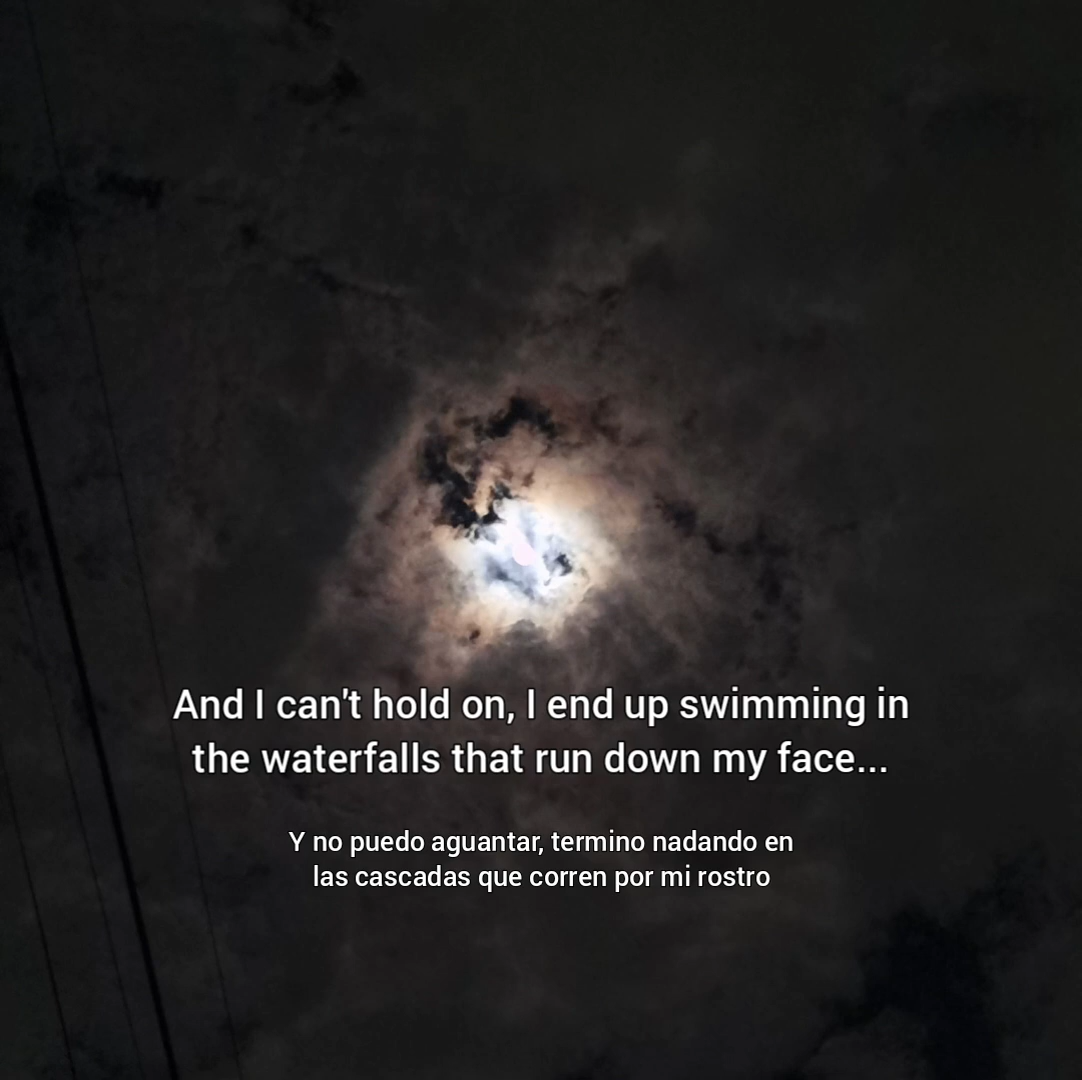 And I can't hold on, I end up swimming in
the waterfalls that run down my face...
Y no puedo aguantar, termino nadando en
las cascadas que corren por mi rostro